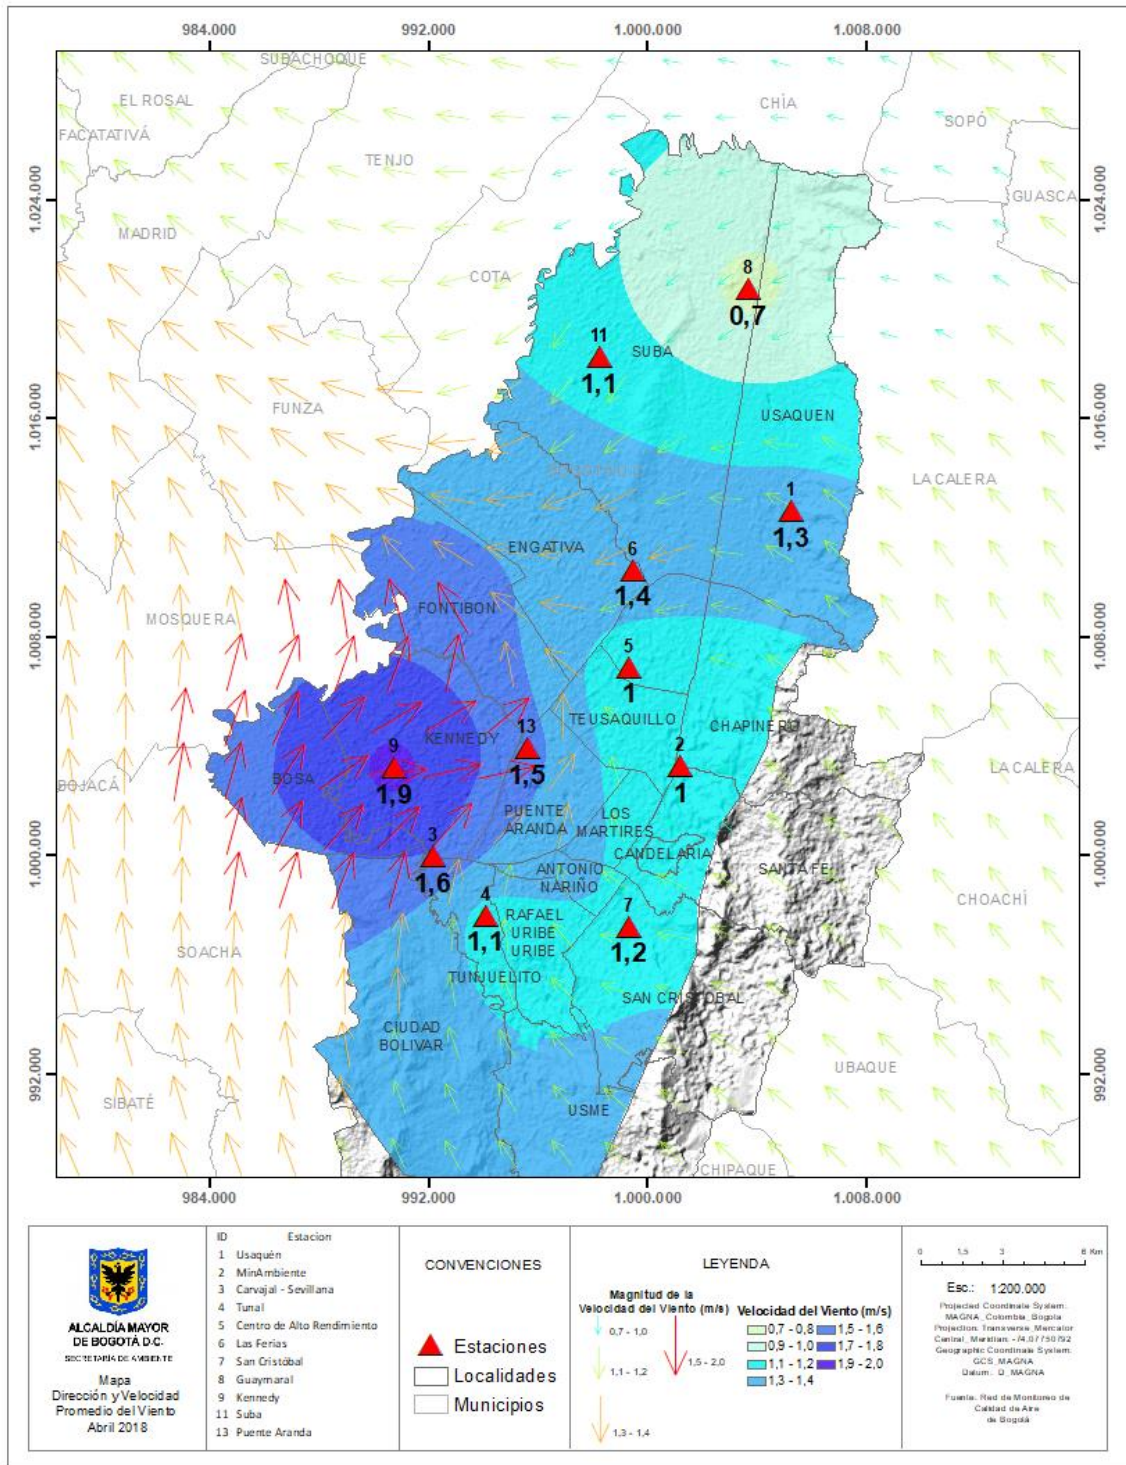 984.000 992.000 1.000.000 1.008.000
SUBACHOQUE
EL ROSAL
CHÍA
SOPÓ
FACATATIVÁ
TENJO
1.024.000
GUASCA
1.024.000
MADRID
COTA
8
0,7
11
SUBA
1,1
FUNZA
USAQUEN
1.016.000
1.016.000
LA CALERA
1
1,3
ENGATIVA
6
1,4
FONTIBON
MOSQUERA
1.008.000
1.008.000
5
1
TEUSAQUILLO
CHAPINERO
13
KENNEDY
1,5
2
1
9
BOSA
1,9
BOJACÁ
LA CALERA
PUENTE
ARANDA
LOS
MARTIRES
3
1,6
CANDELARIA
1.000.000
1.000.000
ANTONIO
NARIÑO
SANTA FE
CHOACHÍ
4
1,1
RAFAEL
URIBE
URIBE
7
1,2
SOACHA
TUNJUELITO
SAN CRISTOBAL
CIUDAD
BOLIVAR
992.000
992.000
UBAQUE
SIBATÉ
USME
CHIPAQUE
984.000 992.000 1.000.000 1.008.000
ALCALDÍA MAYOR
DE BOGOTÁ D.C.
SECRETARÍA DE AMBIENTE
Mapa
Dirección y Velocidad
Promedio del Viento
Abril 2018
ID Estacion
1 Usaquén
2 MinAmbiente
3 Carvajal - Sevillana
4 Tunal
5 Centro de Alto Rendimiento
6 Las Ferias
7 San Cristóbal
8 Guaymaral
9 Kennedy
11 Suba
13 Puente Aranda
CONVENCIONES
Estaciones
Localidades
Municipios
LEYENDA
Magnitud de la
Velocidad del Viento (m/s)
0,7 - 1,0
1,1 - 1,2
1,3 - 1,4
1,5 - 2,0
Velocidad del Viento (m/s)
0,7 - 0,8
0,9 - 1,0
1,1 - 1,2
1,3 - 1,4
1,5 - 1,6
1,7 - 1,8
1,9 - 2,0
0 1,5 3 6 Km
Esc.: 1:200.000
Projected Coordinate System:
MAGNA_Colombia_Bogota
Projection: Transverse_Mercator
Central_Meridian: -74,07750792
Geographic Coordinate System:
GCS_MAGNA
Datum: D_MAGNA
Fuente: Red de Monitoreo de
Calidad de Aire
de Bogotá